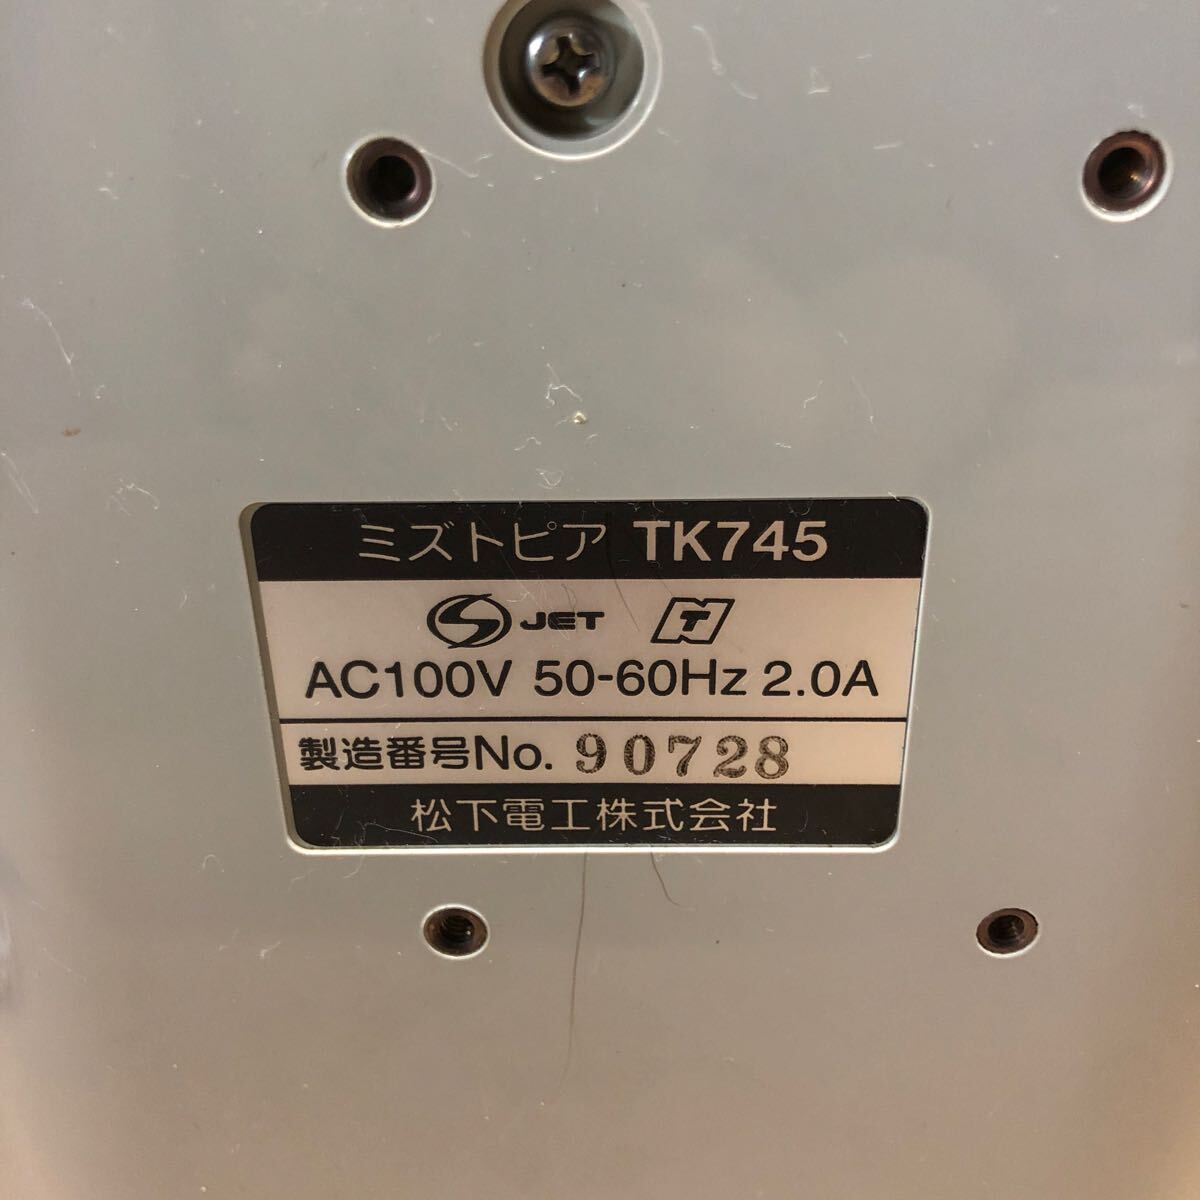 ミズトピア TK745
S JET NT
AC100V 50-60Hz 2.0A
製造番号No. 90728
松下電工株式会社